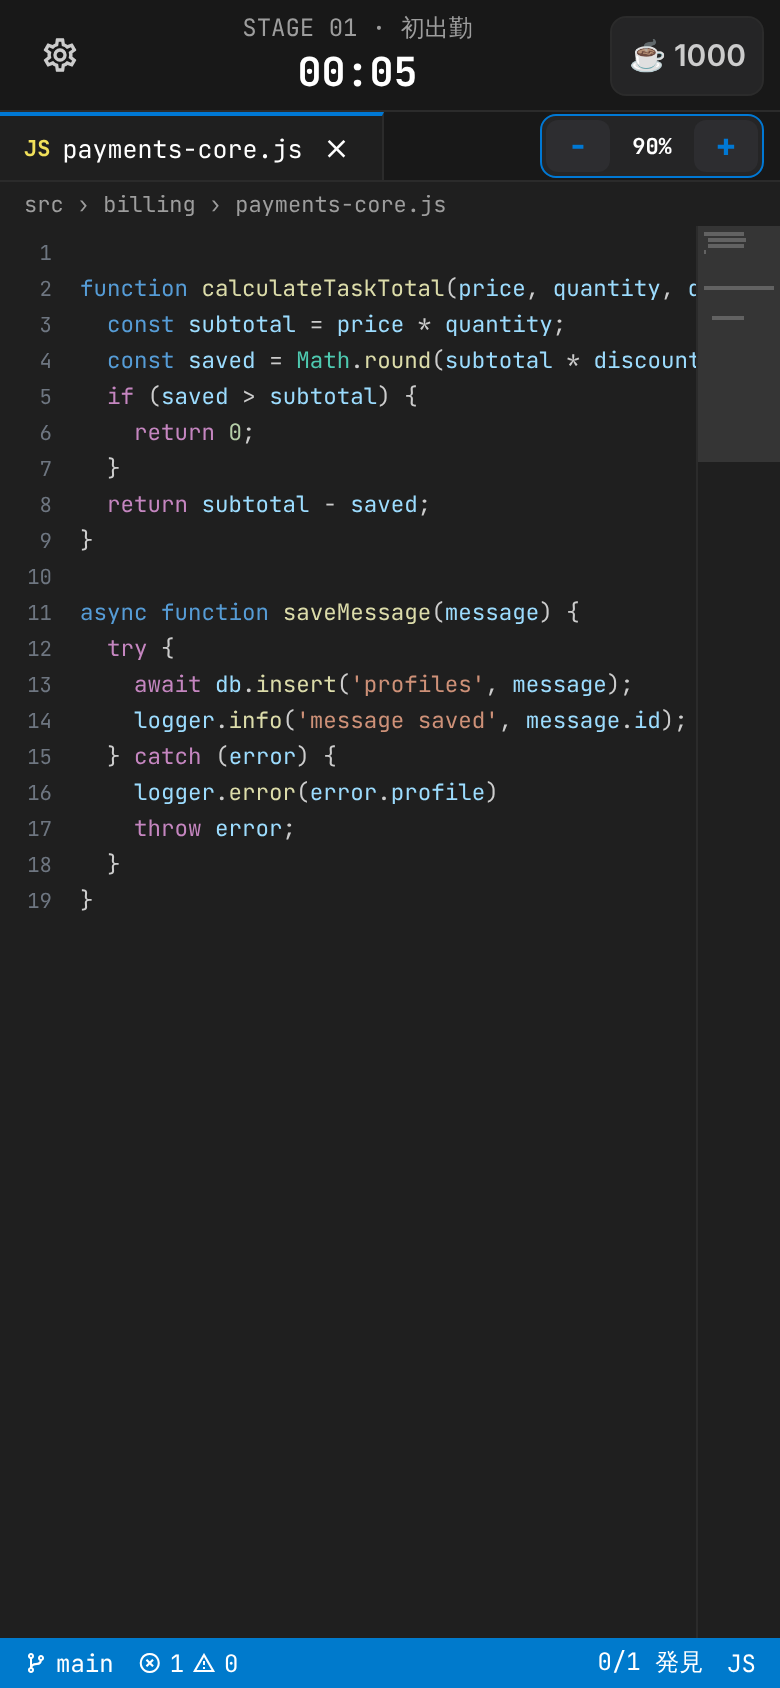 STAGE 01 · 初出勤
00:05
☕ 1000
JS payments-core.js ×
- 90% +
src › billing › payments-core.js
1
2 function calculateTaskTotal(price, quantity,
3   const subtotal = price * quantity;
4   const saved = Math.round(subtotal * discount
5   if (saved > subtotal) {
6     return 0;
7   }
8   return subtotal - saved;
9 }
10
11 async function saveMessage(message) {
12   try {
13     await db.insert('profiles', message);
14     logger.info('message saved', message.id);
15   } catch (error) {
16     logger.error(error.profile)
17     throw error;
18   }
19 }
main 1 0 0/1 発見 JS